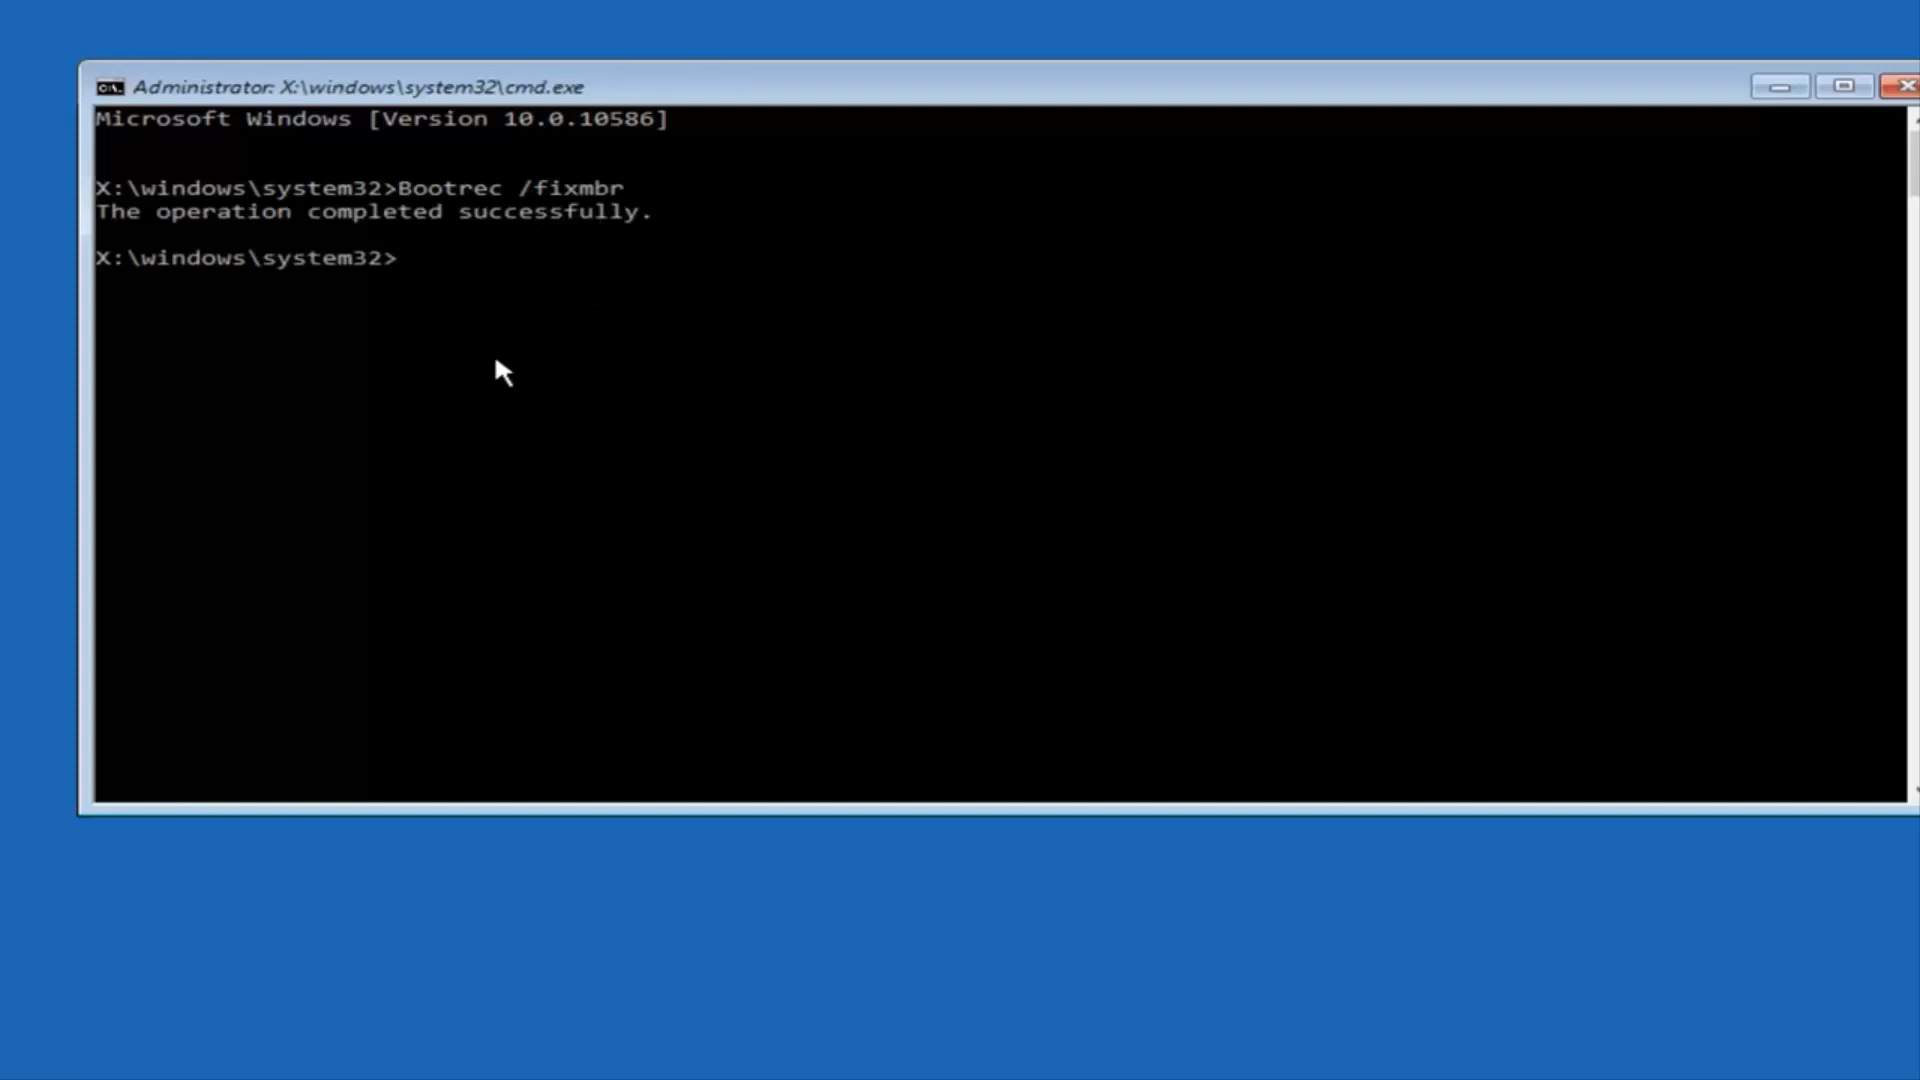 Administrator: X:\windows\system32\cmd.exe
Microsoft Windows [Version 10.0.10586]
X:\windows\system32>Bootrec /fixmbr
The operation completed successfully.
X:\windows\system32>